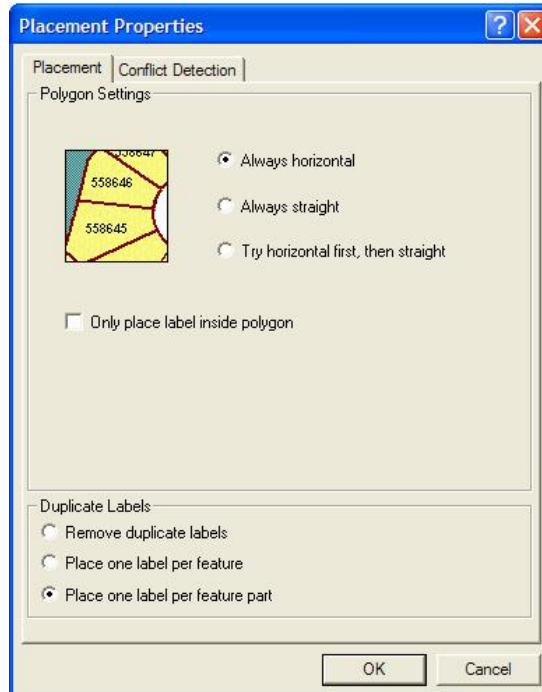 Placement Properties
Placement
Conflict Detection
Polygon Settings
558647
558646
558645
Always horizontal
Always straight
Try horizontal first, then straight
Only place label inside polygon
Duplicate Labels
Remove duplicate labels
Place one label per feature
Place one label per feature part
OK
Cancel